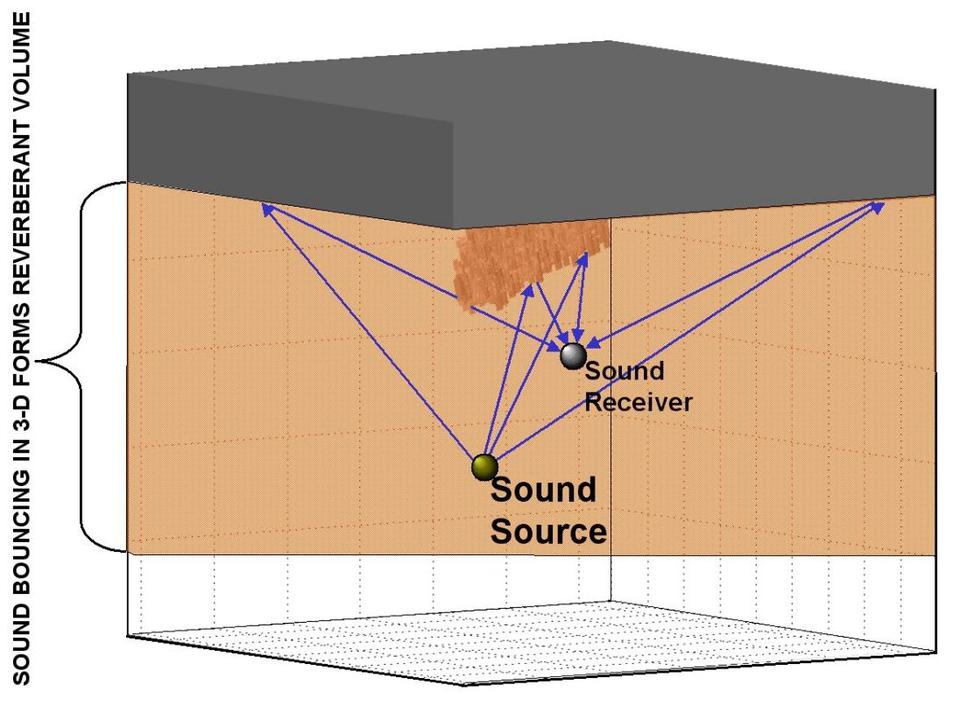 SOUND BOUNCING IN 3-D FORMS REVERBERANT VOLUME
Sound
Receiver
Sound
Source